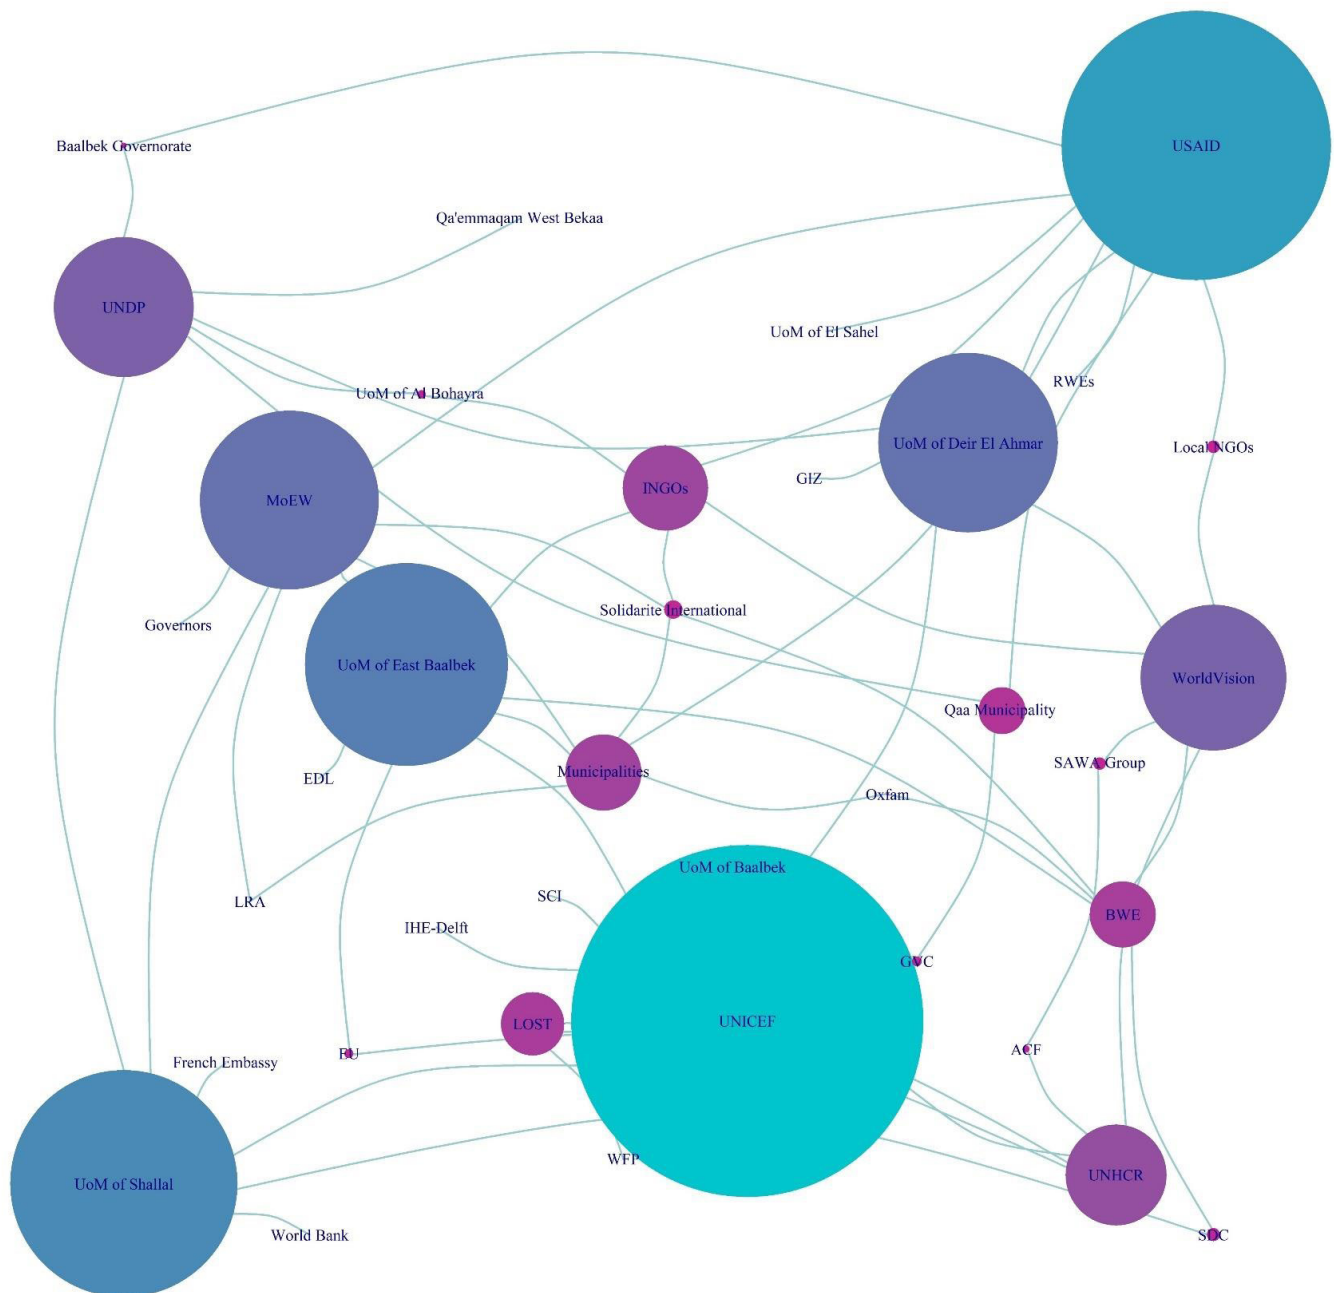 USAID
Baalbek Governorate
Qa'emmaqam West Bekaa
UNDP
UoM of El Sahel
RWEs
UoM of Al Bohayra
UoM of Deir El Ahmar
Local NGOs
GIZ
INGOs
MoEW
Solidarite International
Governors
UoM of East Baalbek
WorldVision
Qaa Municipality
SAWA Group
Municipalities
EDL
Oxfam
UoM of Baalbek
SCI
LRA
BWE
IHE-Delft
GVC
UNICEF
LOST
ACF
EU
French Embassy
WFP
UNHCR
UoM of Shallal
World Bank
SDC